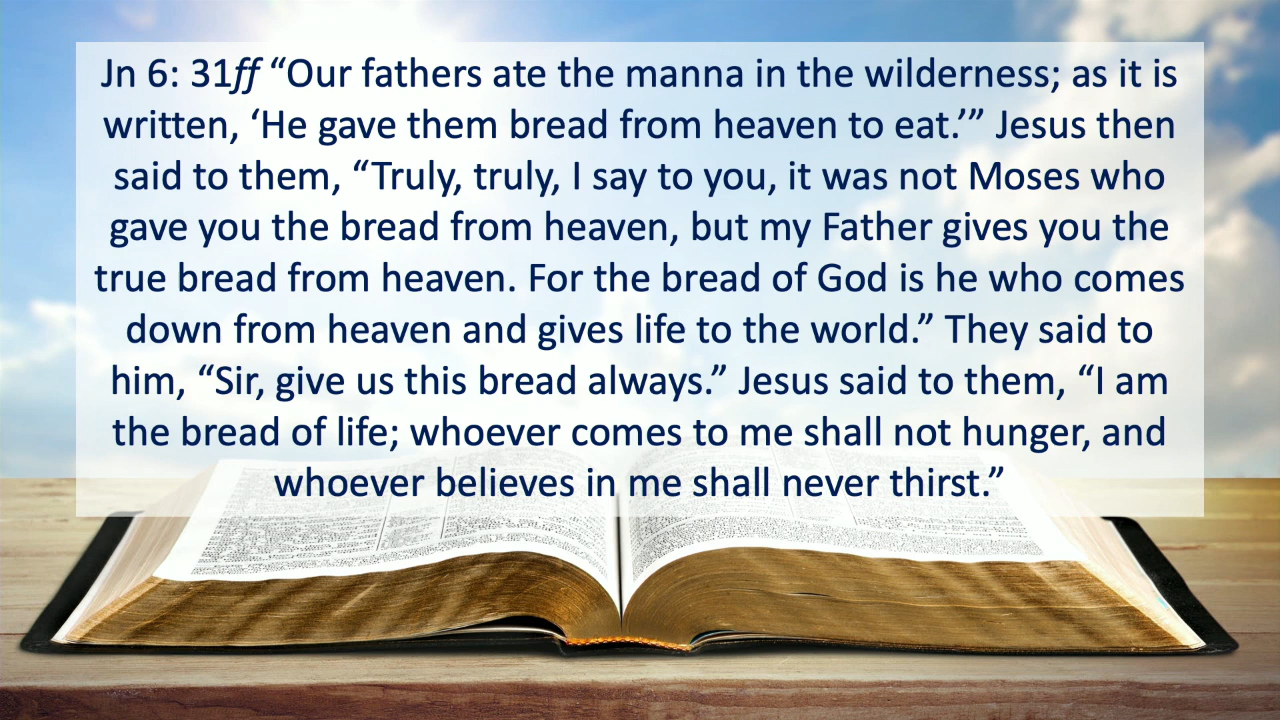 Jn 6: 31ff “Our fathers ate the manna in the wilderness; as it is
written, ‘He gave them bread from heaven to eat.’” Jesus then
said to them, “Truly, truly, I say to you, it was not Moses who
gave you the bread from heaven, but my Father gives you the
true bread from heaven. For the bread of God is he who comes
down from heaven and gives life to the world.” They said to
him, “Sir, give us this bread always.” Jesus said to them, “I am
the bread of life; whoever comes to me shall not hunger, and
whoever believes in me shall never thirst.”